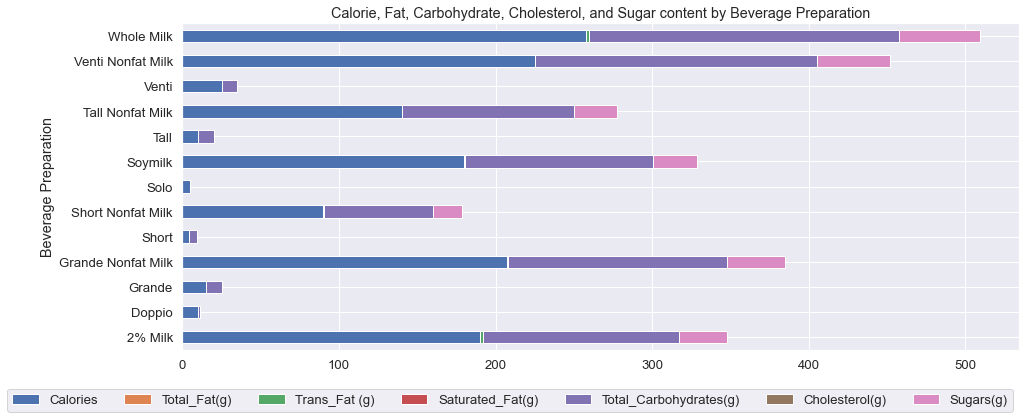 Calorie, Fat, Carbohydrate, Cholesterol, and Sugar content by Beverage Preparation
Beverage Preparation
Whole Milk
Venti Nonfat Milk
Venti
Tall Nonfat Milk
Tall
Soymilk
Solo
Short Nonfat Milk
Short
Grande Nonfat Milk
Grande
Doppio
2% Milk
0 100 200 300 400 500
Calories Total_Fat(g) Trans_Fat (g) Saturated_Fat(g) Total_Carbohydrates(g) Cholesterol(g) Sugars(g)